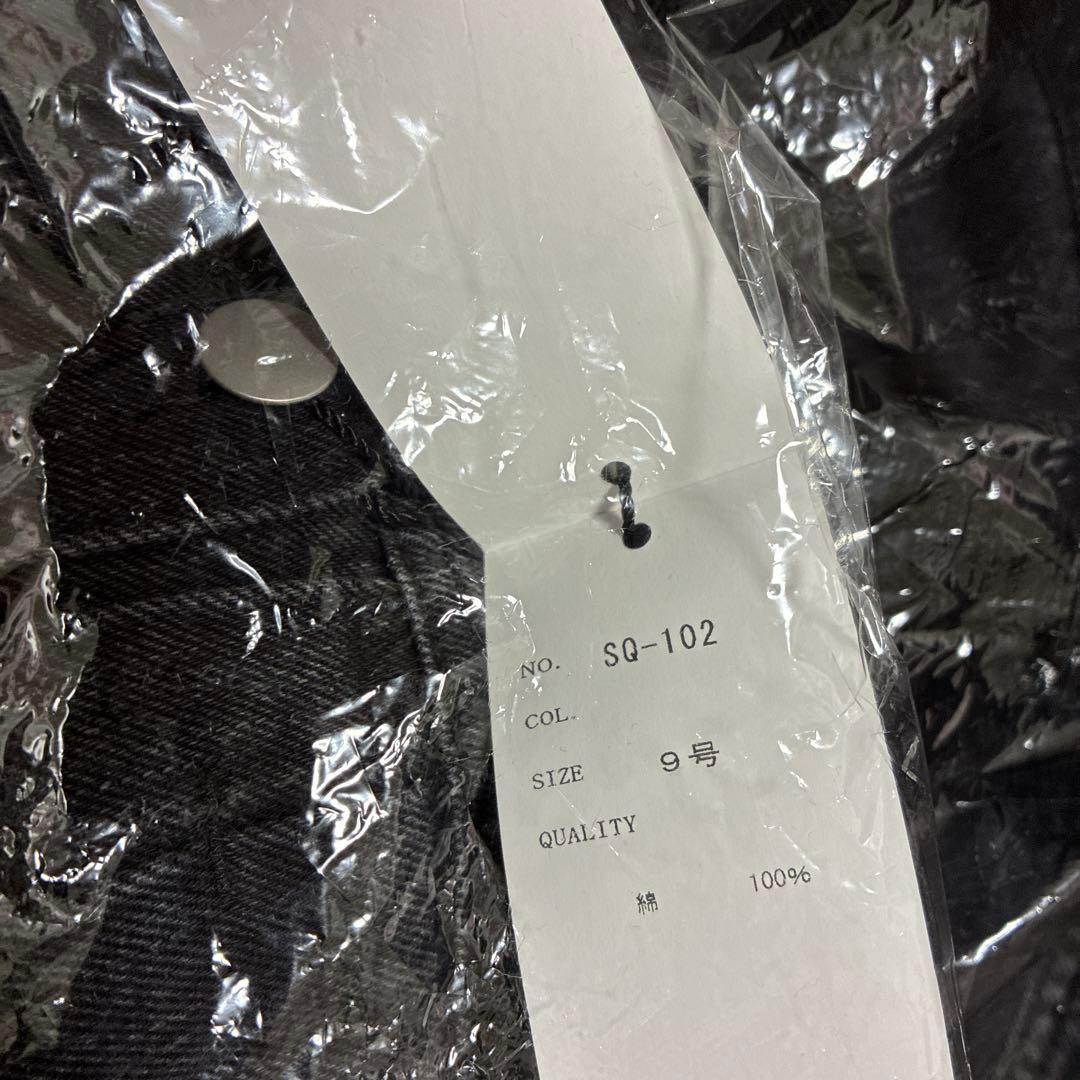 NO. SQ-102
COL.
SIZE 9号
QUALITY
綿 100%